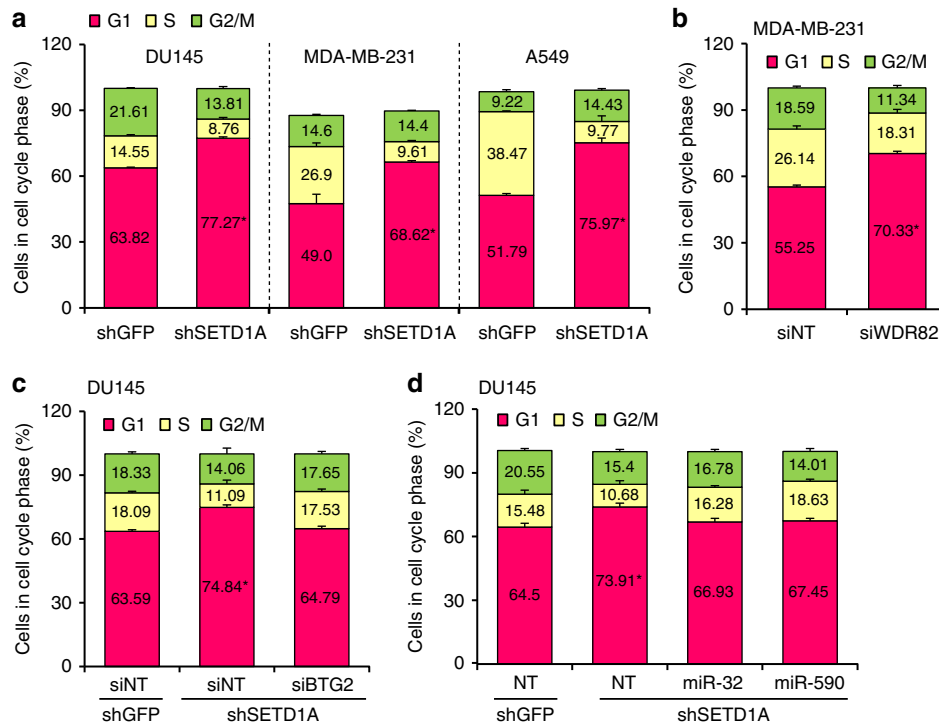 a
G1 S G2/M
DU145 MDA-MB-231 A549
Cells in cell cycle phase (%)
120
90
60
30
0
21.61
14.55
63.82
13.81
8.76
77.27*
14.6
26.9
49.0
14.4
9.61
68.62*
9.22
38.47
51.79
14.43
9.77
75.97*
shGFP shSETD1A shGFP shSETD1A shGFP shSETD1A
b
MDA-MB-231
G1 S G2/M
Cells in cell cycle phase (%)
120
90
60
30
0
18.59
26.14
55.25
11.34
18.31
70.33*
siNT siWDR82
c
DU145
G1 S G2/M
Cells in cell cycle phase (%)
120
90
60
30
0
18.33
18.09
63.59
14.06
11.09
74.84*
17.65
17.53
64.79
siNT siNT siBTG2
shGFP shSETD1A
d
DU145
G1 S G2/M
Cells in cell cycle phase (%)
120
90
60
30
0
20.55
15.48
64.5
15.4
10.68
73.91*
16.78
16.28
66.93
14.01
18.63
67.45
NT NT miR-32 miR-590
shGFP shSETD1A